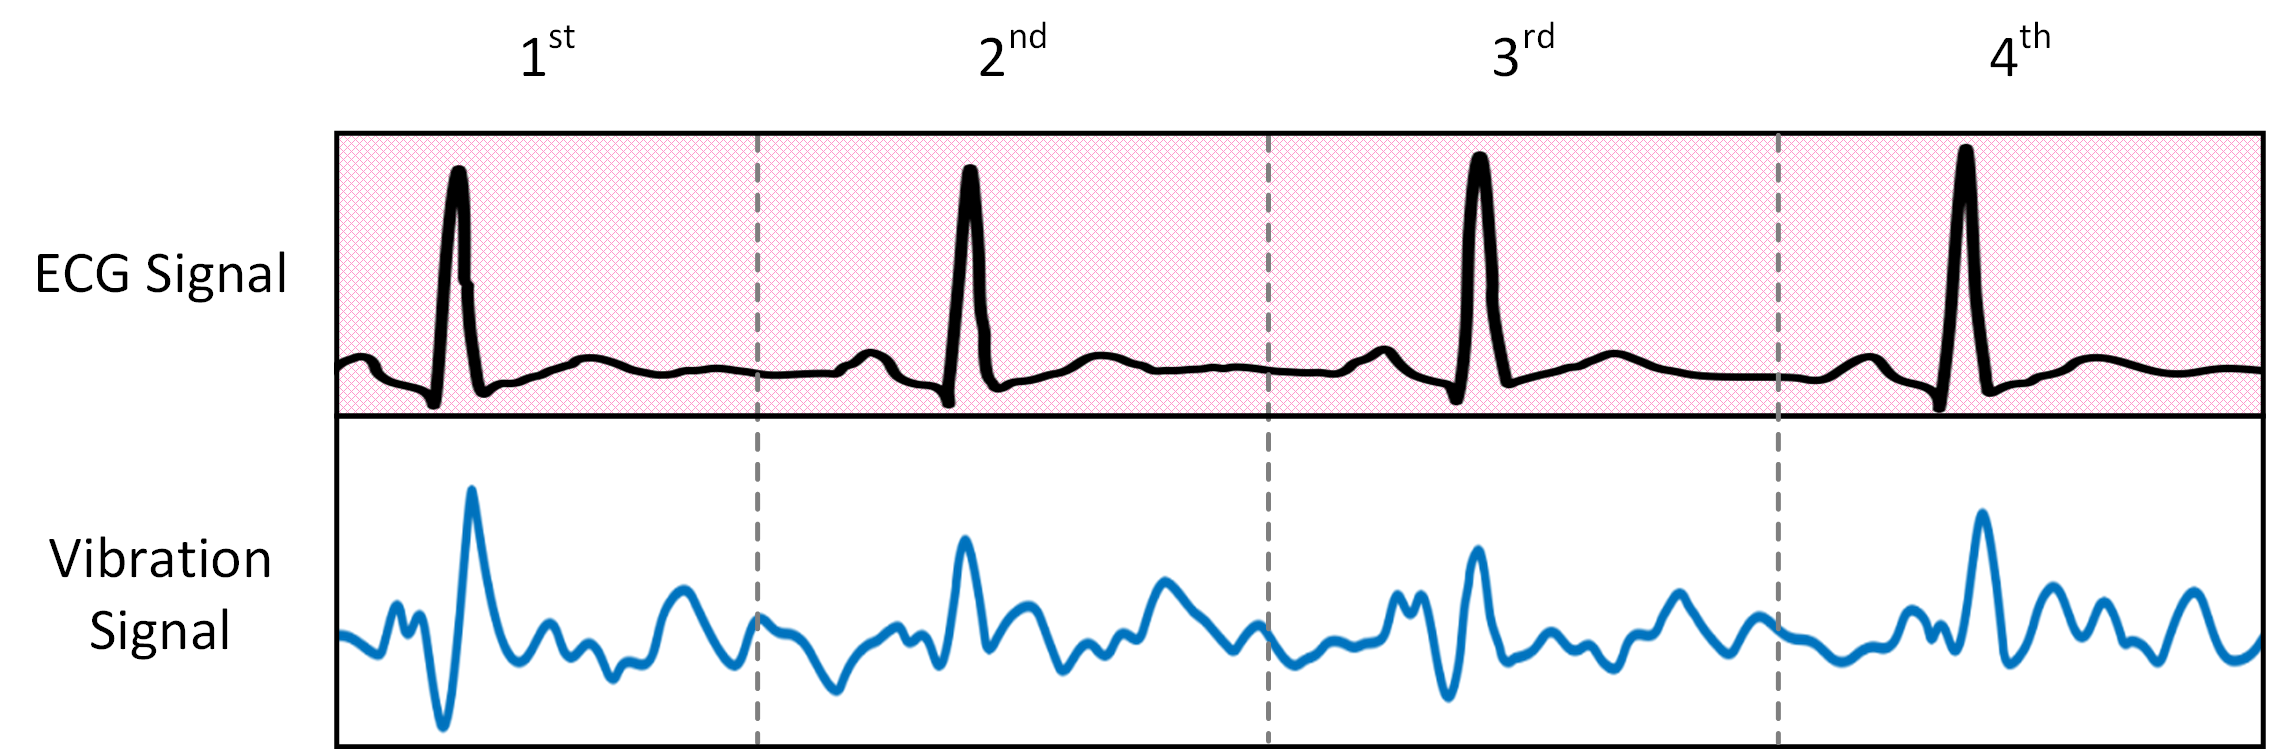 1st
2nd
3rd
4th
ECG Signal
Vibration
Signal